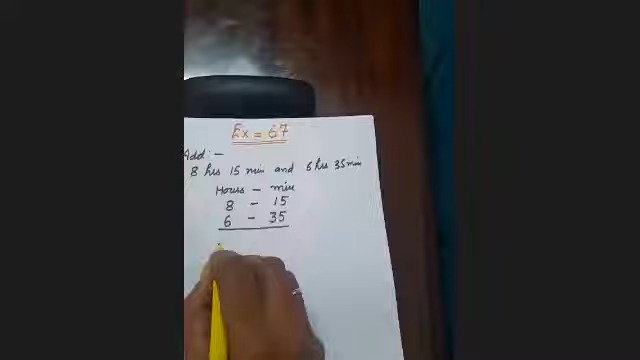 Ex = 67
Add:-
8 hrs 15 min and 6 hrs 35 min
Hours - min
8 - 15
6 - 35